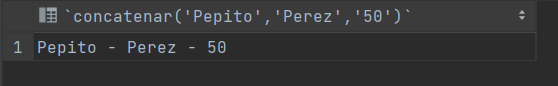 `concatenar('Pepito','Perez','50')`
1 Pepito - Perez - 50